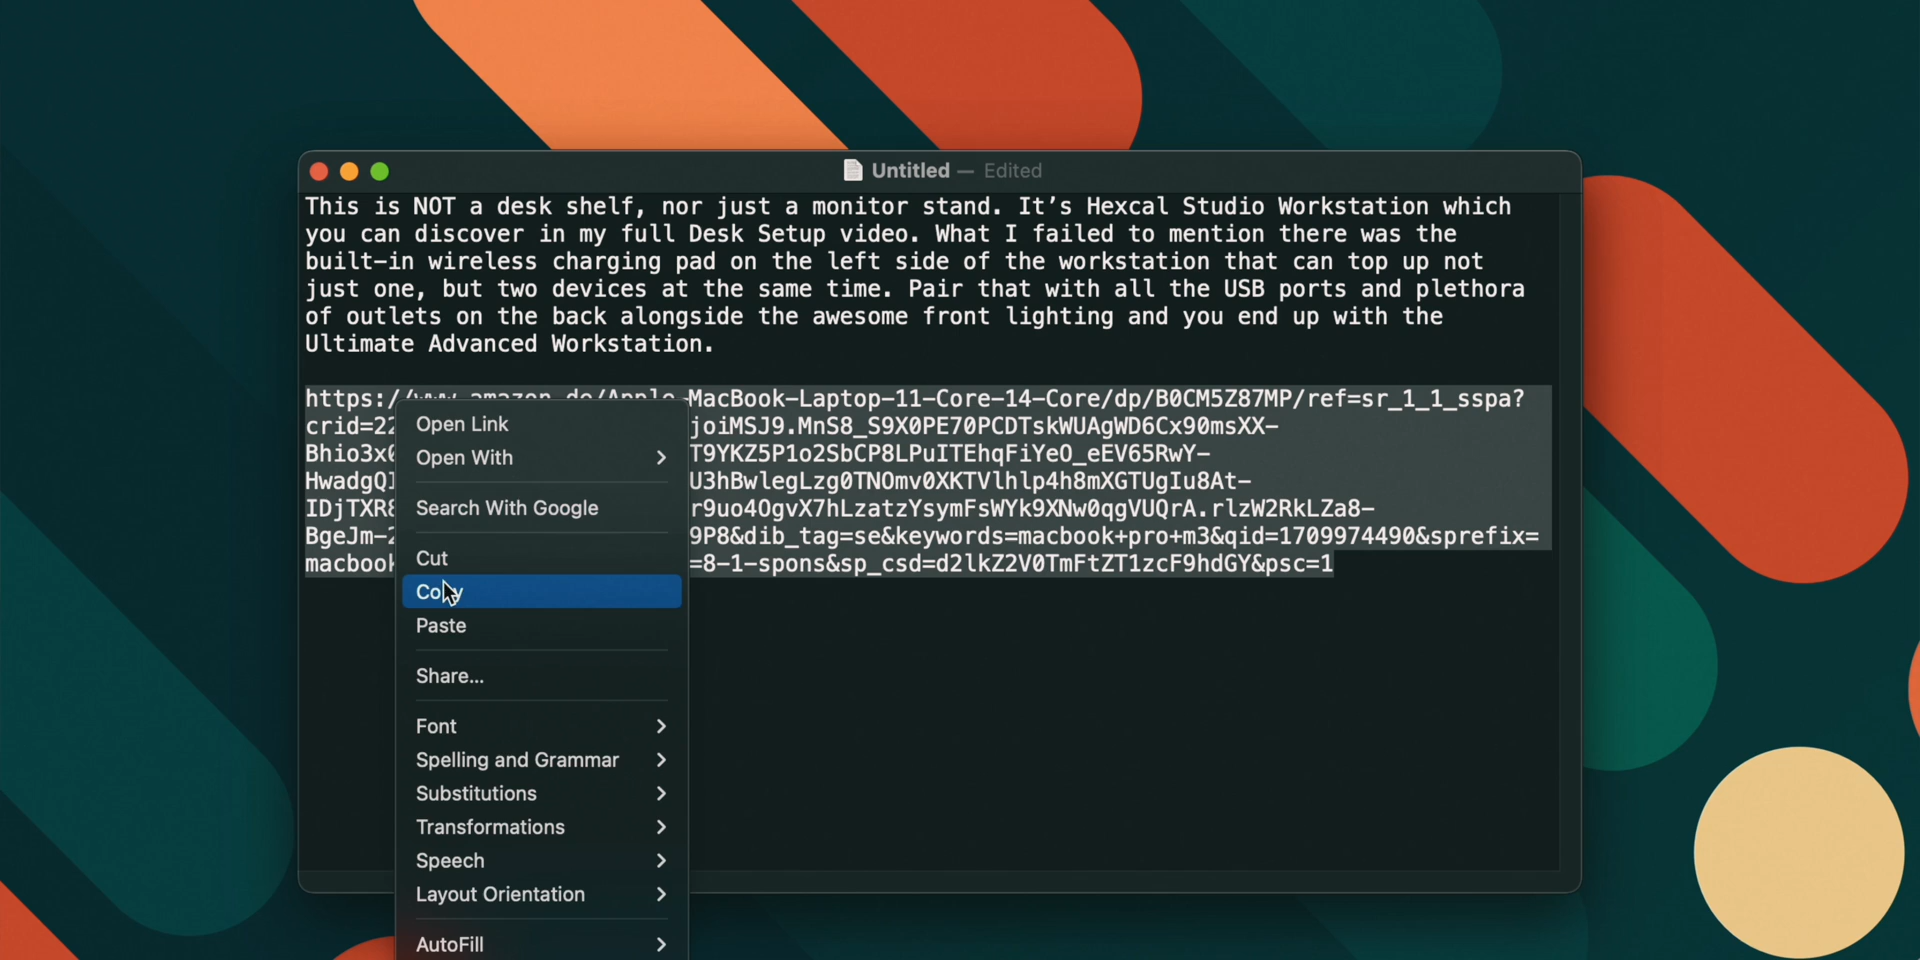 Untitled — Edited
This is NOT a desk shelf, nor just a monitor stand. It’s Hexcal Studio Workstation which
you can discover in my full Desk Setup video. What I failed to mention there was the
built-in wireless charging pad on the left side of the workstation that can top up not
just one, but two devices at the same time. Pair that with all the USB ports and plethora
of outlets on the back alongside the awesome front lighting and you end up with the
Ultimate Advanced Workstation.
https://www.amazon.de/Apple-MacBook-Laptop-11-Core-14-Core/dp/B0CM5Z87MP/ref=sr_1_1_sspa?
crid=22 joiMSJ9.MnS8_S9X0PE70PCDTskWUAgWD6Cx90msXX-
Bhio3x T9YKZ5P1o2SbCP8LPuITEhqFiYeO_eEV65RwY-
HwadgQ U3hBwlegLzg0TNOmv0XKTVlhlp4h8mXGTUgIu8At-
IDjTXR r9uo4OgvX7hLzatzYsymFsWYk9XNw0qgVUQrA.rlzW2RkLZa8-
BgeJm- 9P8&dib_tag=se&keywords=macbook+pro+m3&qid=1709974490&sprefix=
macbook =8-1-spons&sp_csd=d2lkZ2V0TmFtZT1zcF9hdGY&psc=1
Open Link
Open With
Search With Google
Cut
Copy
Paste
Share...
Font
Spelling and Grammar
Substitutions
Transformations
Speech
Layout Orientation
AutoFill